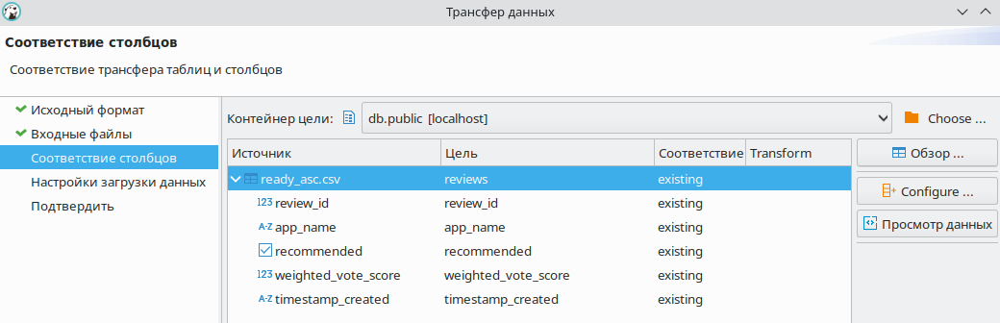 Трансфер данных
Соответствие столбцов
Соответствие трансфера таблиц и столбцов
Исходный формат
Входные файлы
Соответствие столбцов
Настройки загрузки данных
Подтвердить
Контейнер цели: db.public [localhost] Choose ...
Источник Цель Соответствие Transform
ready_asc.csv reviews existing
123 review_id review_id existing
A-Z app_name app_name existing
recommended recommended existing
123 weighted_vote_score weighted_vote_score existing
A-Z timestamp_created timestamp_created existing
Обзор ...
Configure ...
Просмотр данных